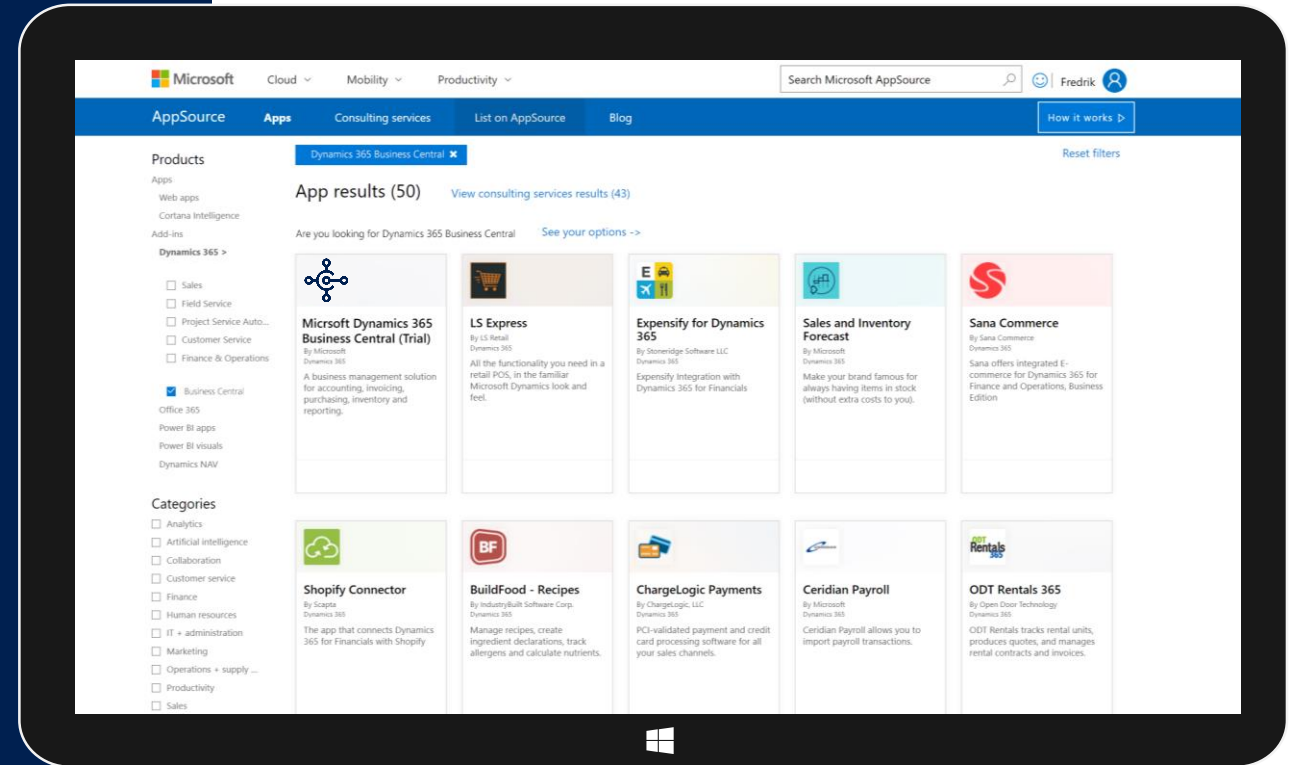 Microsoft
Cloud
Mobility
Productivity
Search Microsoft AppSource
Fredrik
AppSource
Apps
Consulting services
List on AppSource
Blog
How it works
Products
Apps
Web apps
Cortana Intelligence
Add-ins
Dynamics 365 >
Sales
Field Service
Project Service Auto...
Customer Service
Finance & Operations
Business Central
Office 365
Power BI apps
Power BI visuals
Dynamics NAV
Categories
Analytics
Artificial intelligence
Collaboration
Customer service
Finance
Human resources
IT + administration
Marketing
Operations + supply ...
Productivity
Sales
Dynamics 365 Business Central
Reset filters
App results (50)
View consulting services results (43)
Are you looking for Dynamics 365 Business Central
See your options ->
Micrsoft Dynamics 365
Business Central (Trial)
By Microsoft
Dynamics 365
A business management solution
for accounting, invoicing,
purchasing, inventory and
reporting.
LS Express
By LS Retail
Dynamics 365
All the functionality you need in a
retail POS, in the familiar
Microsoft Dynamics look and
feel.
E
Expensify for Dynamics
365
By Stoneridge Software LLC
Dynamics 365
Expensify Integration with
Dynamics 365 for Financials
Sales and Inventory
Forecast
By Microsoft
Dynamics 365
Make your brand famous for
always having items in stock
(without extra costs to you).
Sana Commerce
By Sana Commerce
Dynamics 365
Sana offers integrated E-
commerce for Dynamics 365 for
Finance and Operations, Business
Edition
Shopify Connector
By Scapta
Dynamics 365
The app that connects Dynamics
365 for Financials with Shopify
BF
BuildFood - Recipes
By IndustryBuilt Software Corp.
Dynamics 365
Manage recipes, create
ingredient declarations, track
allergens and calculate nutrients.
ChargeLogic Payments
By ChargeLogic, LLC
Dynamics 365
PCI-validated payment and credit
card processing software for all
your sales channels.
Ceridian Payroll
By Microsoft
Dynamics 365
Ceridian Payroll allows you to
import payroll transactions.
ODT
Rentals
365
ODT Rentals 365
By Open Door Technology
Dynamics 365
ODT Rentals tracks rental units,
produces quotes, and manages
rental contracts and invoices.